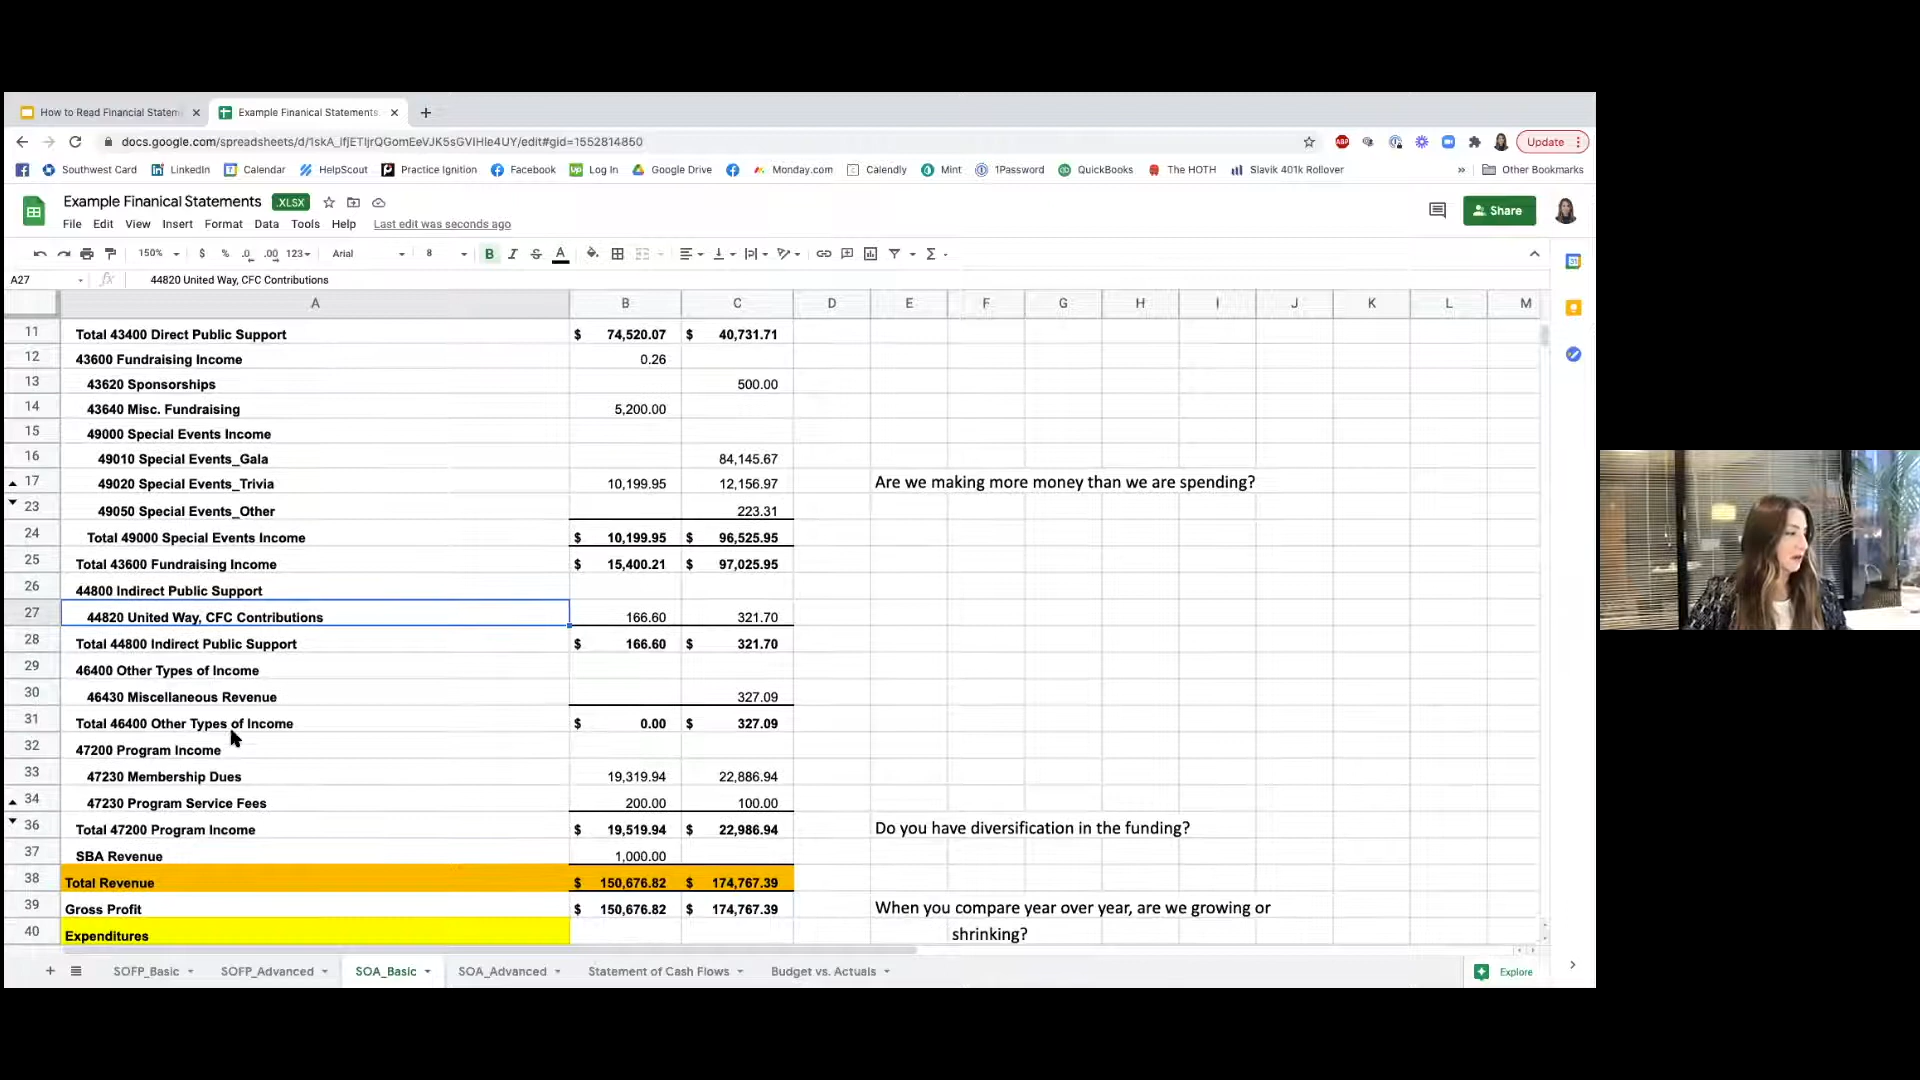 How to Read Financial Statem
Example Finanical Statements.
docs.google.com/spreadsheets/d/1skA_lfjETIjrQGomEeVJK5sGVIHle4UY/edit#gid=1552814850
ABP
Update
Southwest Card LinkedIn Calendar HelpScout Practice Ignition Facebook Log In Google Drive Monday.com Calendly Mint 1Password QuickBooks The HOTH Slavik 401k Rollover » Other Bookmarks
Example Finanical Statements .XLSX
File Edit View Insert Format Data Tools Help Last edit was seconds ago
Share
150% $ % .0 .00 123 Arial 8 B I S A Σ
A27 fx 44820 United Way, CFC Contributions
A B C D E F G H I J K L M
11 Total 43400 Direct Public Support $ 74,520.07 $ 40,731.71
12 43600 Fundraising Income 0.26
13 43620 Sponsorships 500.00
14 43640 Misc. Fundraising 5,200.00
15 49000 Special Events Income
16 49010 Special Events_Gala 84,145.67
17 49020 Special Events_Trivia 10,199.95 12,156.97 Are we making more money than we are spending?
23 49050 Special Events_Other 223.31
24 Total 49000 Special Events Income $ 10,199.95 $ 96,525.95
25 Total 43600 Fundraising Income $ 15,400.21 $ 97,025.95
26 44800 Indirect Public Support
27 44820 United Way, CFC Contributions 166.60 321.70
28 Total 44800 Indirect Public Support $ 166.60 $ 321.70
29 46400 Other Types of Income
30 46430 Miscellaneous Revenue 327.09
31 Total 46400 Other Types of Income $ 0.00 $ 327.09
32 47200 Program Income
33 47230 Membership Dues 19,319.94 22,886.94
34 47230 Program Service Fees 200.00 100.00
36 Total 47200 Program Income $ 19,519.94 $ 22,986.94 Do you have diversification in the funding?
37 SBA Revenue 1,000.00
38 Total Revenue $ 150,676.82 $ 174,767.39
39 Gross Profit $ 150,676.82 $ 174,767.39 When you compare year over year, are we growing or
40 Expenditures shrinking?
SOFP_Basic SOFP_Advanced SOA_Basic SOA_Advanced Statement of Cash Flows Budget vs. Actuals Explore